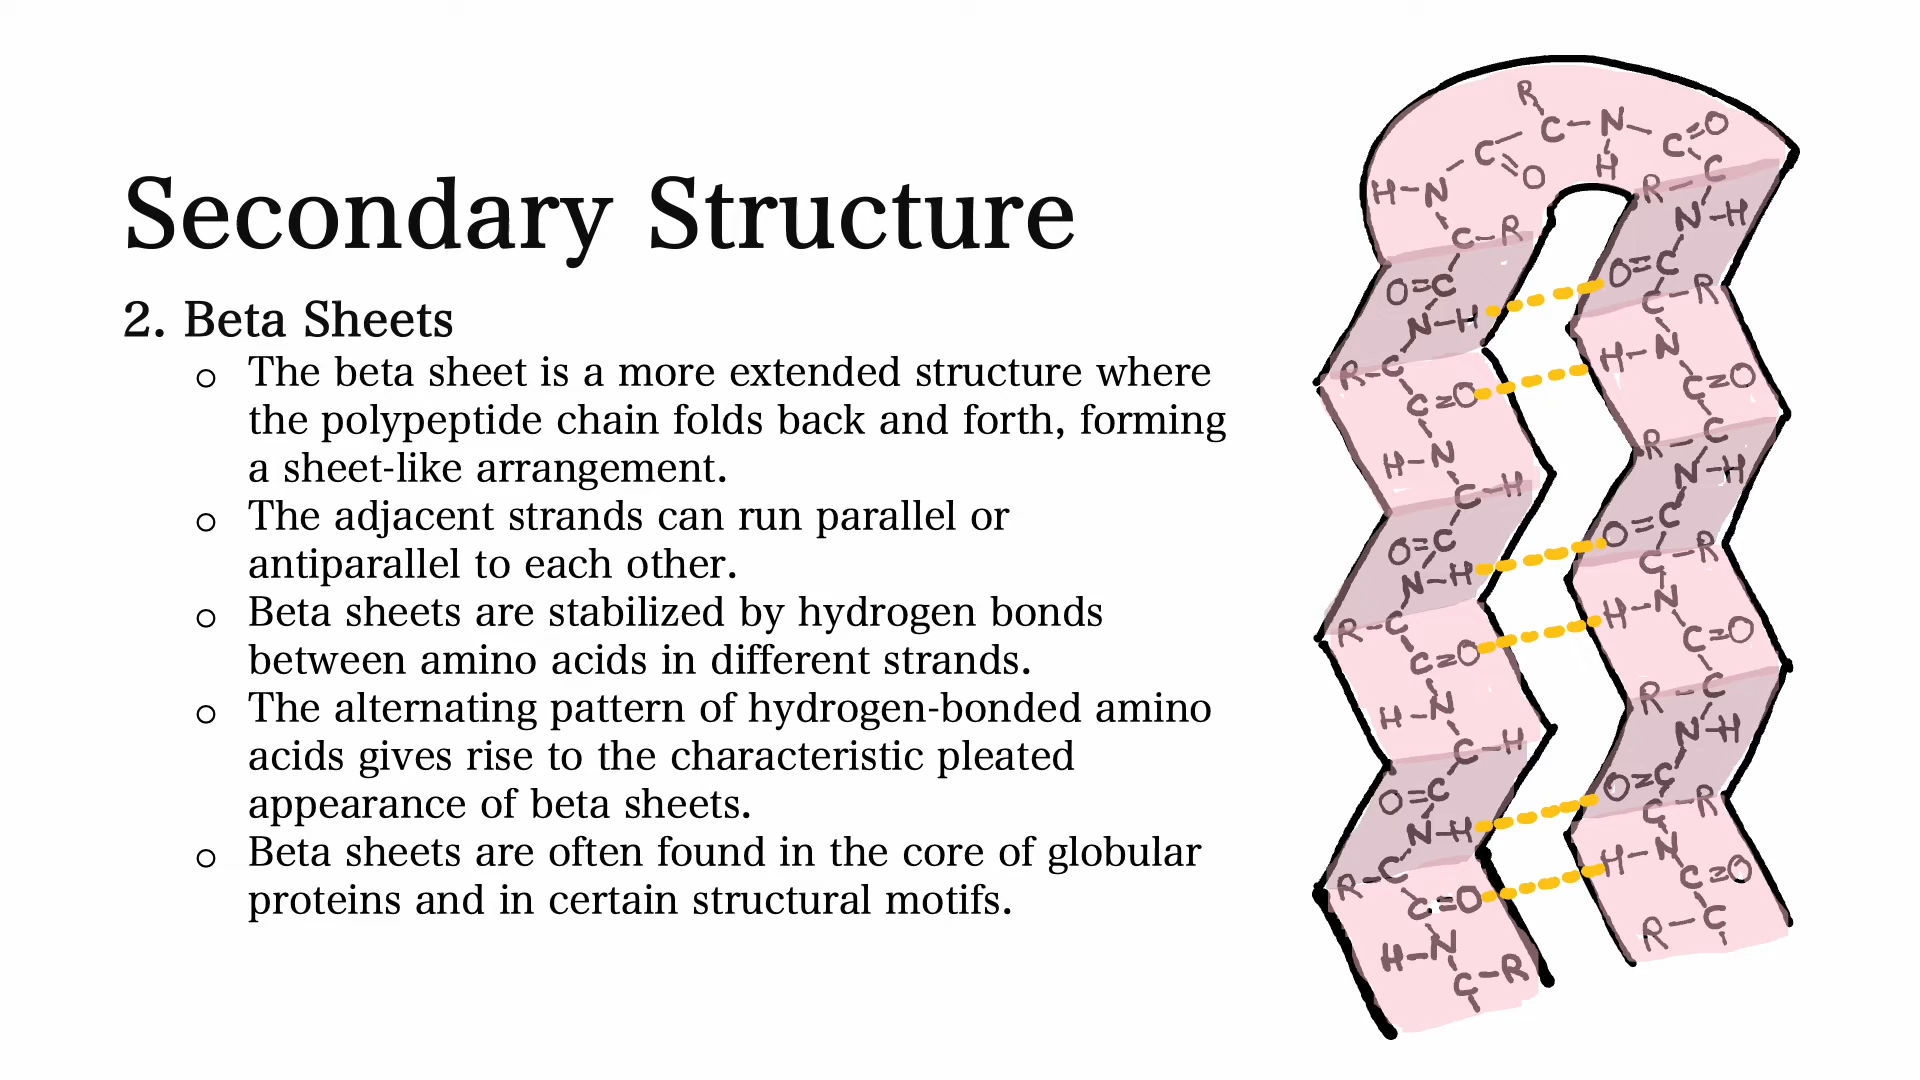 Secondary Structure
2. Beta Sheets
○ The beta sheet is a more extended structure where
the polypeptide chain folds back and forth, forming
a sheet-like arrangement.
○ The adjacent strands can run parallel or
antiparallel to each other.
○ Beta sheets are stabilized by hydrogen bonds
between amino acids in different strands.
○ The alternating pattern of hydrogen-bonded amino
acids gives rise to the characteristic pleated
appearance of beta sheets.
○ Beta sheets are often found in the core of globular
proteins and in certain structural motifs.
R
C-N-C=O
H-N-C=O H
C-R
O=C
N-H
R-C
C=O
H-N
C-H
O=C
N-H
R-C
C=O
H-N
C-H
O=C
N-H
R-C
C=O
H-N
C-R
R-C
N-H
O=C
C-R
H-N
C=O
R-C
N-H
O=C
C-R
H-N
C=O
R-C
N-H
O=C
C-R
H-N
C=O
R-C